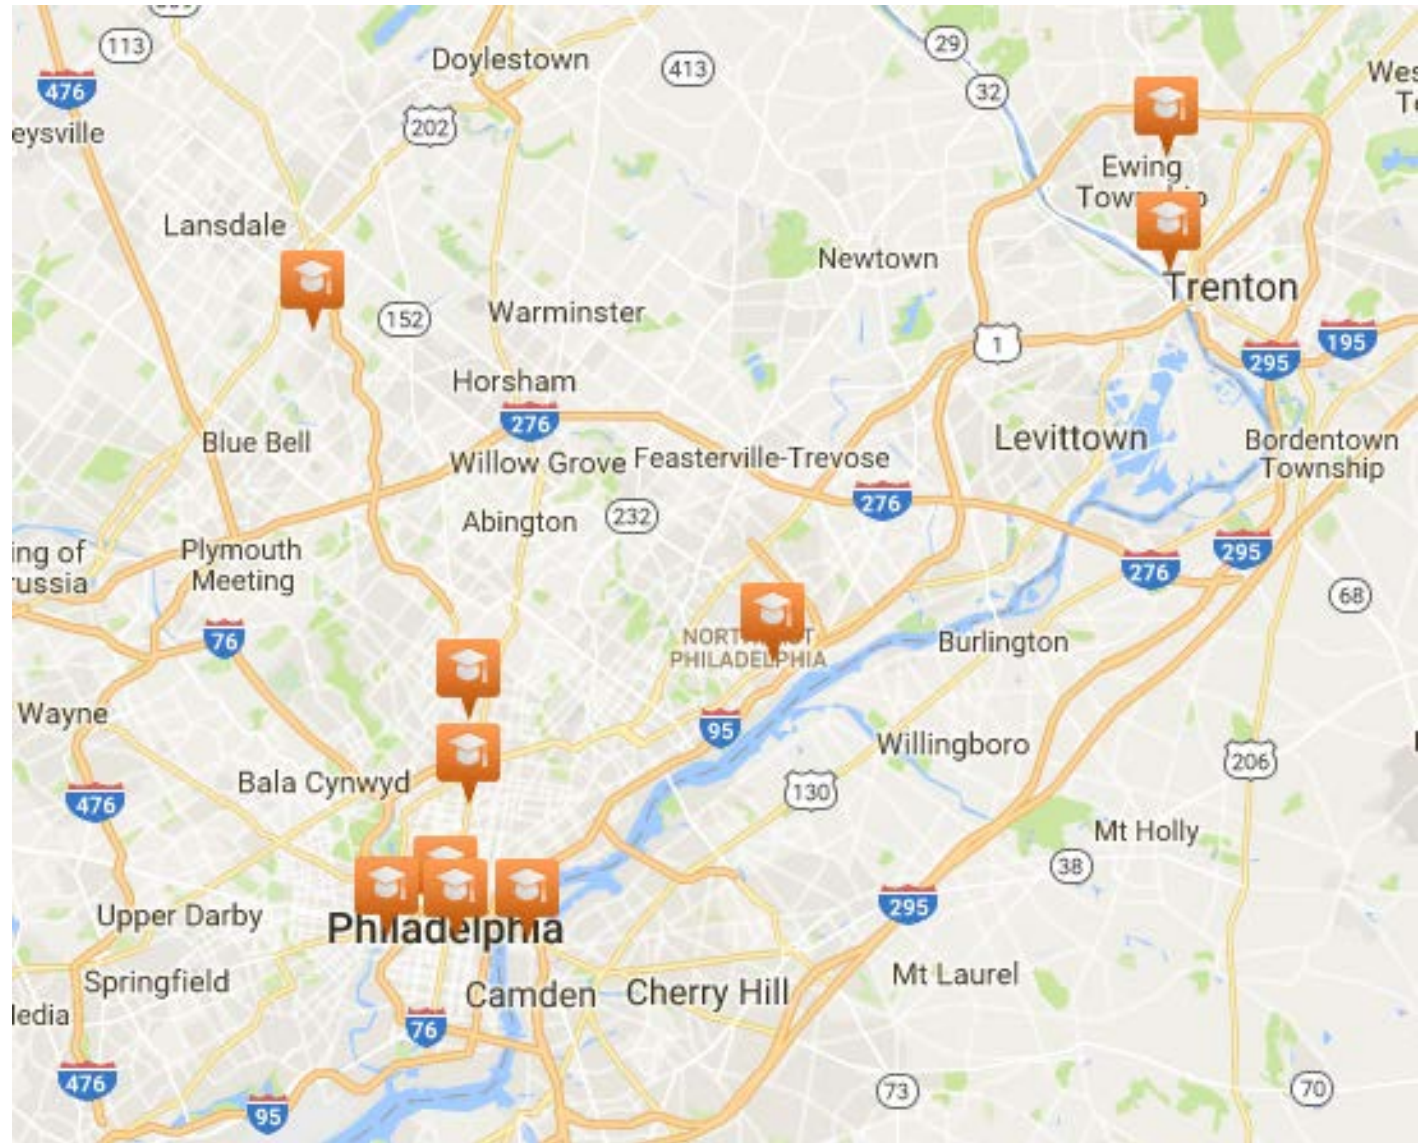 113
Doylestown
413
29
476
32
202
eysville
Ewing
Lansdale
Newtown
Trenton
152
Warminster
1
195
295
Horsham
276
Blue Bell
Levittown
Bordentown
Township
Willow Grove
Feasterville-Trevose
276
Abington
232
ing of
russia
Plymouth
Meeting
295
276
68
76
PHILADELPHIA
Burlington
Wayne
95
Willingboro
206
Bala Cynwyd
130
476
Mt Holly
38
295
Upper Darby
Philadelphia
Springfield
Camden
Cherry Hill
Mt Laurel
edia
76
476
73
70
95